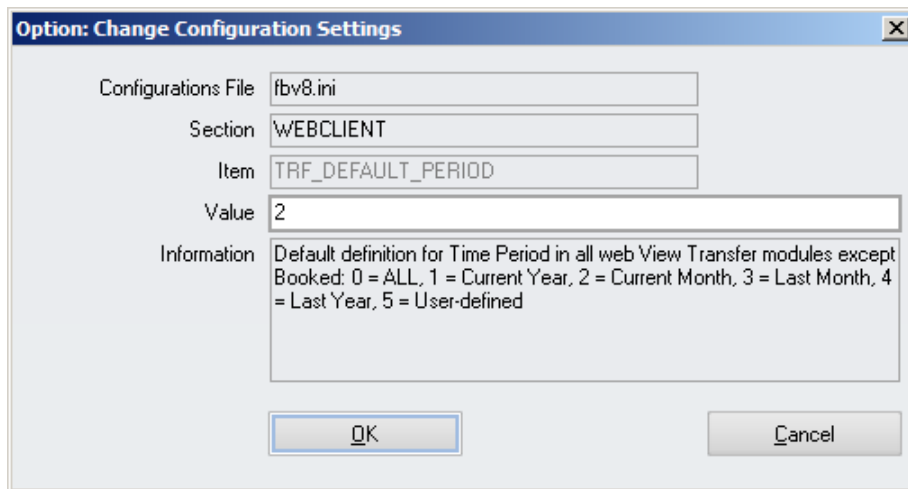 Option: Change Configuration Settings
Configurations File fbv8.ini
Section WEBCLIENT
Item TRF_DEFAULT_PERIOD
Value 2
Information Default definition for Time Period in all web View Transfer modules except
Booked: 0 = ALL, 1 = Current Year, 2 = Current Month, 3 = Last Month, 4
= Last Year, 5 = User-defined
OK Cancel